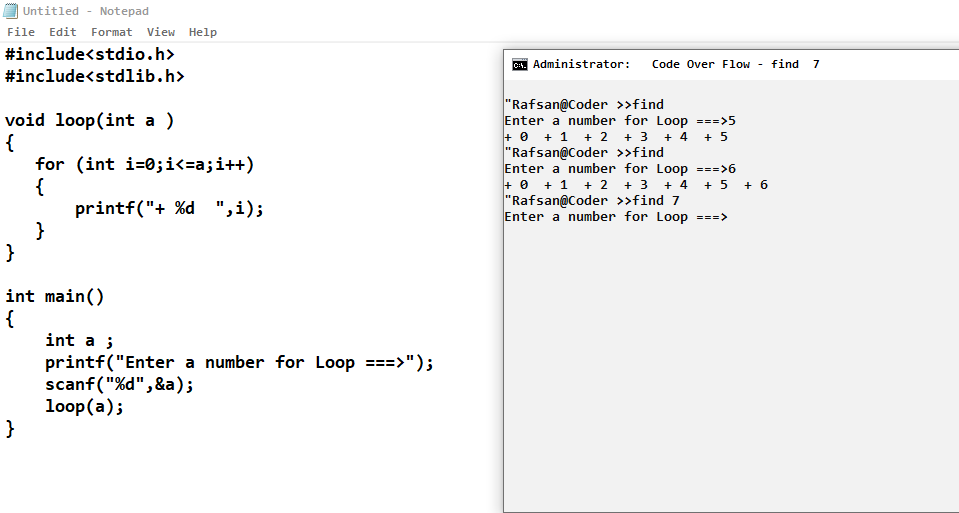 Untitled - Notepad
File Edit Format View Help
#include<stdio.h>
#include<stdlib.h>
void loop(int a )
{
for (int i=0;i<=a;i++)
{
printf("+ %d  ",i);
}
}
int main()
{
int a ;
printf("Enter a number for Loop ===>");
scanf("%d",&a);
loop(a);
}
C:\.
Administrator:   Code Over Flow - find  7
"Rafsan@Coder >>find
Enter a number for Loop ===>5
+ 0  + 1  + 2  + 3  + 4  + 5
"Rafsan@Coder >>find
Enter a number for Loop ===>6
+ 0  + 1  + 2  + 3  + 4  + 5  + 6
"Rafsan@Coder >>find 7
Enter a number for Loop ===>